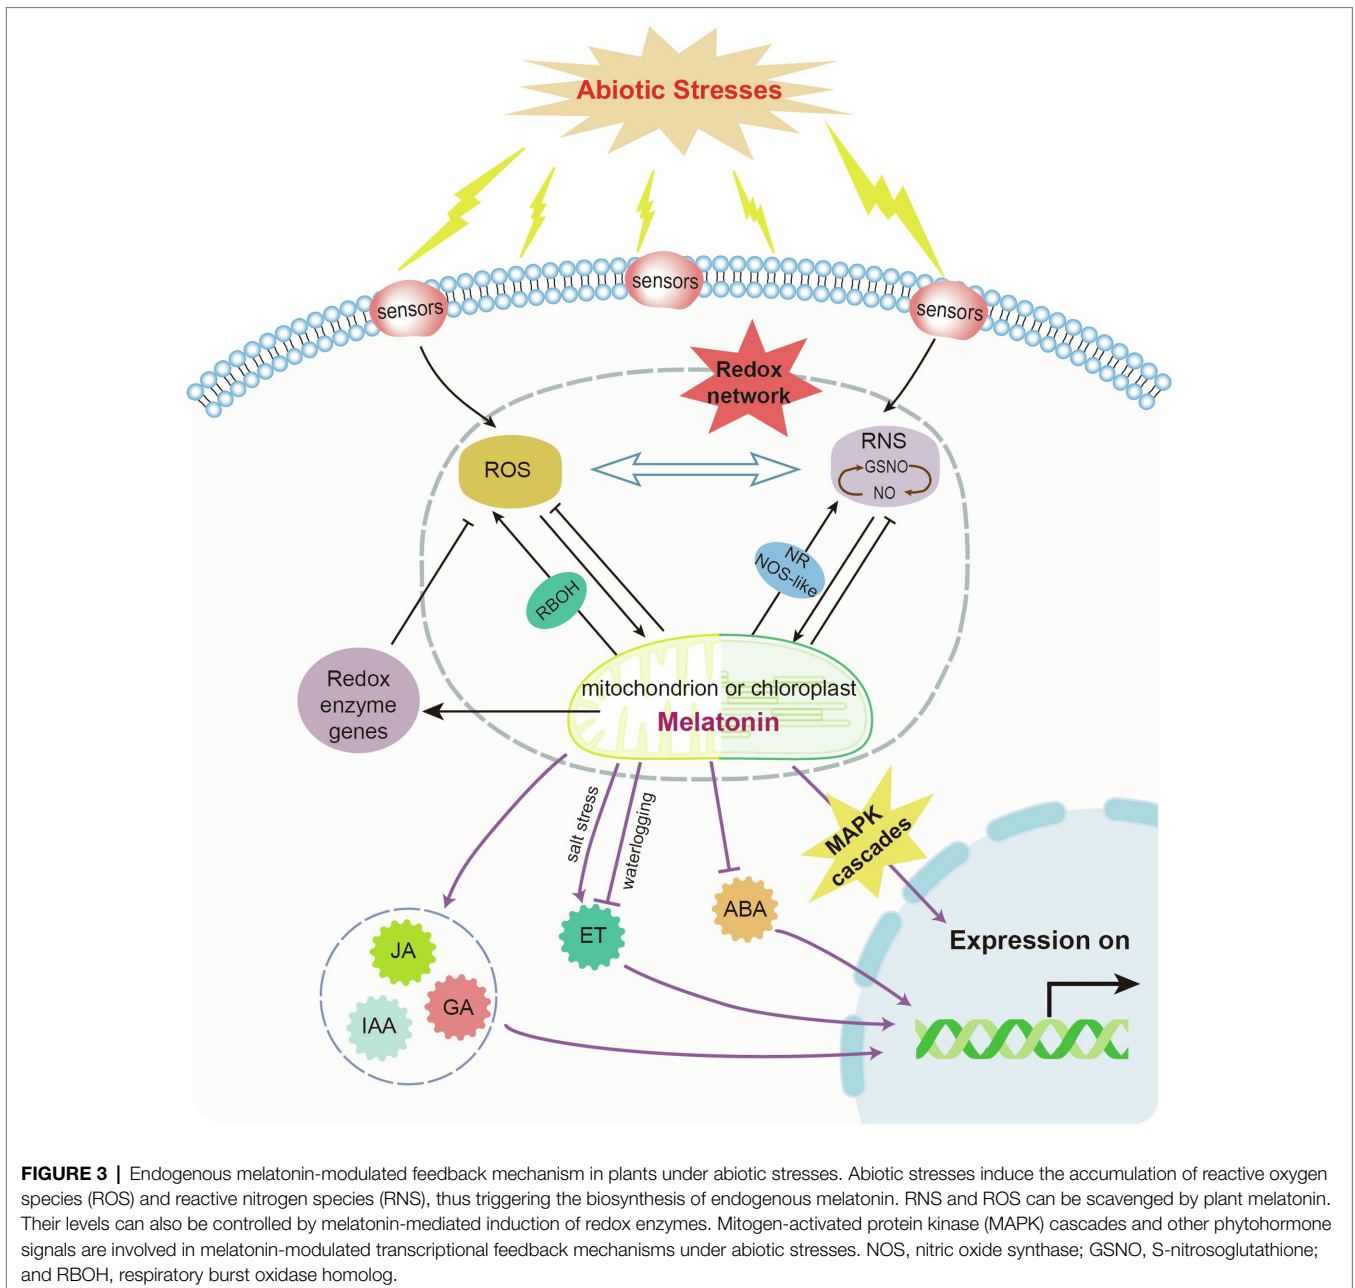 Abiotic Stresses
sensors
sensors
sensors
Redox
network
ROS
RNS
GSNO
NO
RBOH
NR
NOS-like
Redox
enzyme
genes
mitochondrion or chloroplast
Melatonin
salt stress
waterlogging
MAPK
cascades
JA
GA
IAA
ET
ABA
Expression on
FIGURE 3 | Endogenous melatonin-modulated feedback mechanism in plants under abiotic stresses. Abiotic stresses induce the accumulation of reactive oxygen
species (ROS) and reactive nitrogen species (RNS), thus triggering the biosynthesis of endogenous melatonin. RNS and ROS can be scavenged by plant melatonin.
Their levels can also be controlled by melatonin-mediated induction of redox enzymes. Mitogen-activated protein kinase (MAPK) cascades and other phytohormone
signals are involved in melatonin-modulated transcriptional feedback mechanisms under abiotic stresses. NOS, nitric oxide synthase; GSNO, S-nitrosoglutathione;
and RBOH, respiratory burst oxidase homolog.